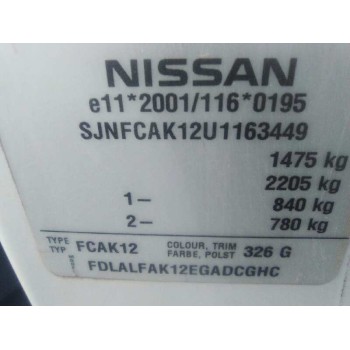 NISSAN
e11*2001/116*0195
SJNFCAK12U1163449
1475 kg
2205 kg
1— 840 kg
2— 780 kg
TYPE TYP FCAK12 COLOUR, TRIM FARBE, POLST 326 G
FDLALFAK12EGADCGHC